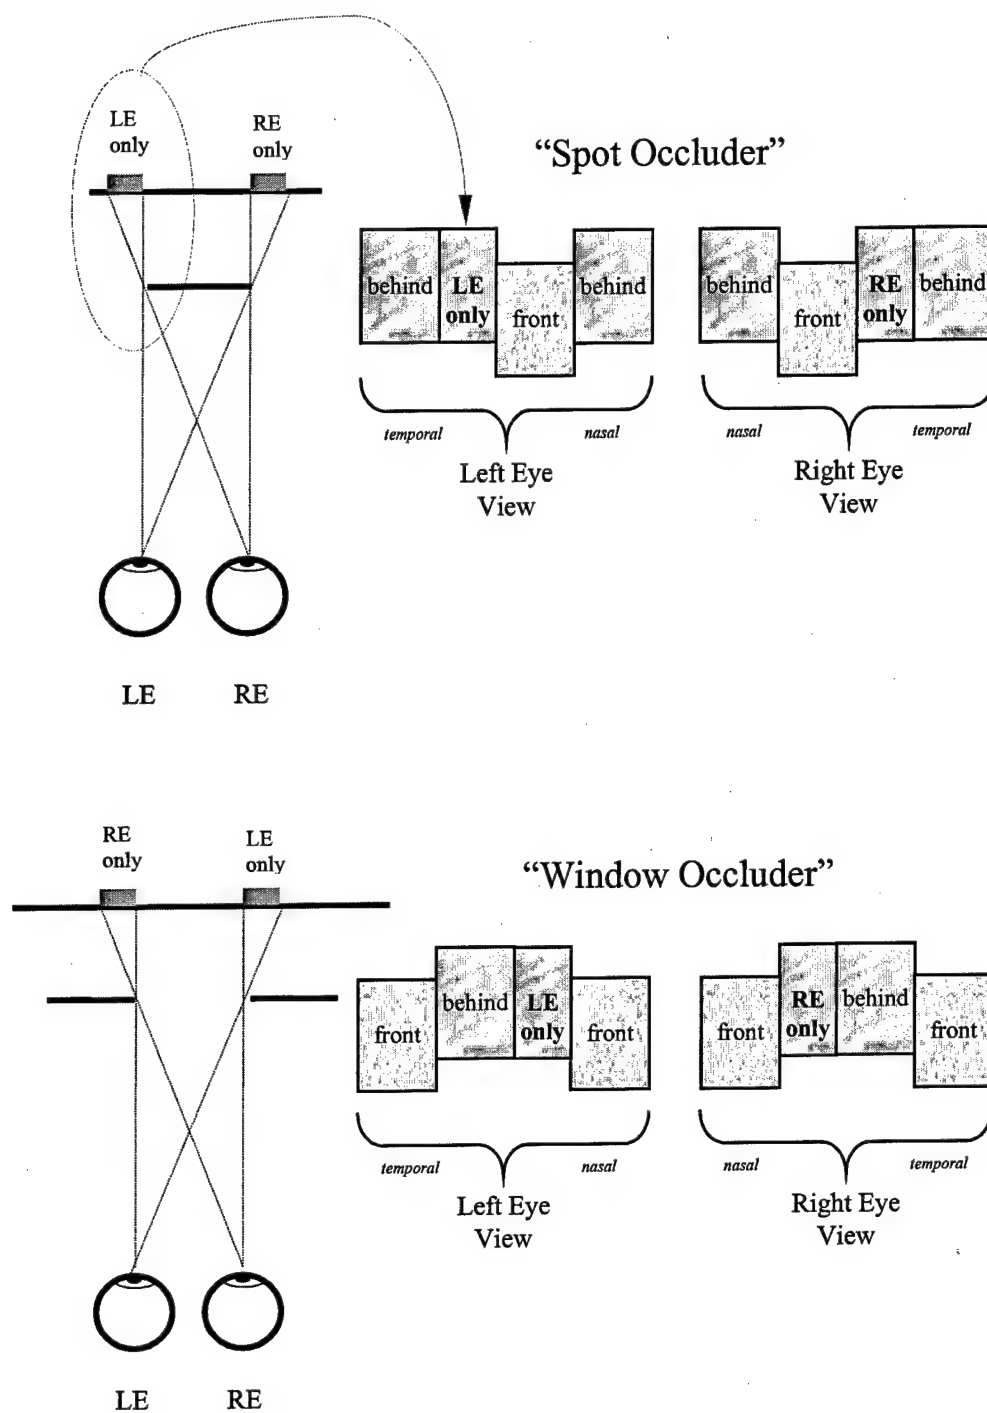 LE
only
RE
only
“Spot Occluder”
behind
LE
only
front
behind
behind
front
RE
only
behind
temporal
nasal
nasal
temporal
Left Eye
View
Right Eye
View
LE
RE
RE
only
LE
only
“Window Occluder”
front
behind
LE
only
front
front
RE
only
behind
front
temporal
nasal
nasal
temporal
Left Eye
View
Right Eye
View
LE
RE